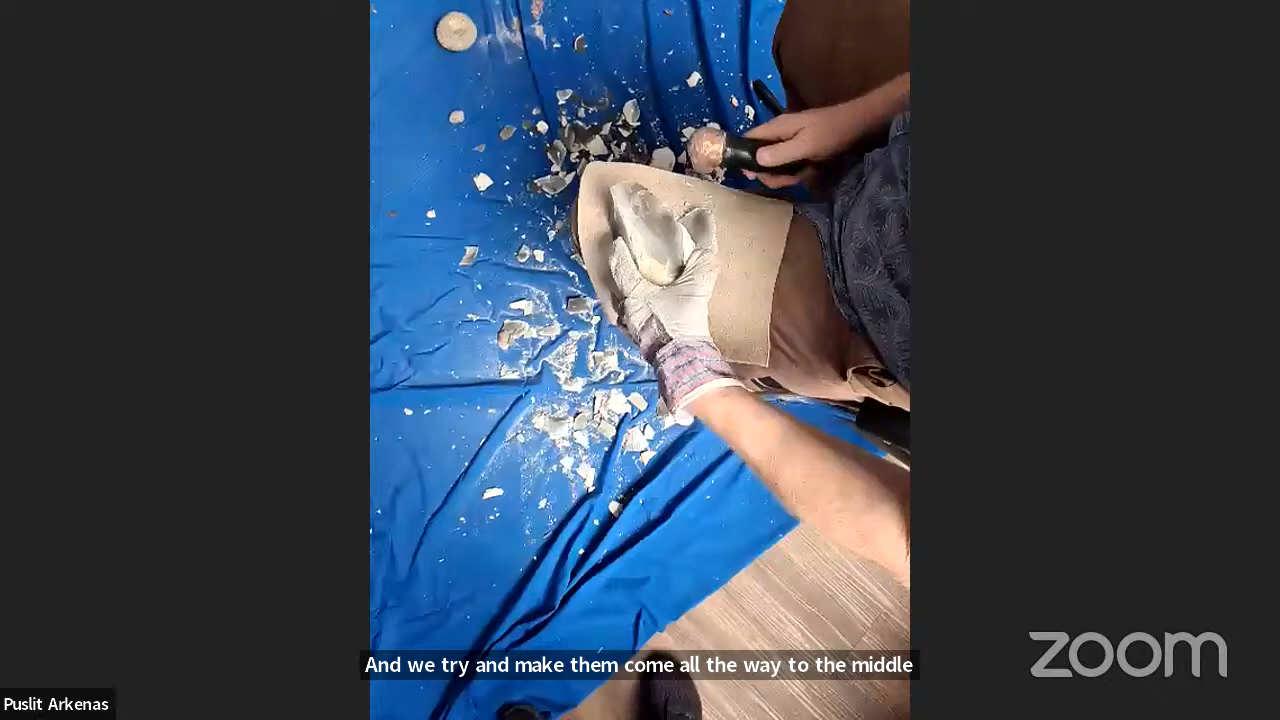 And we try and make them come all the way to the middle
zoom
Puslit Arkenas